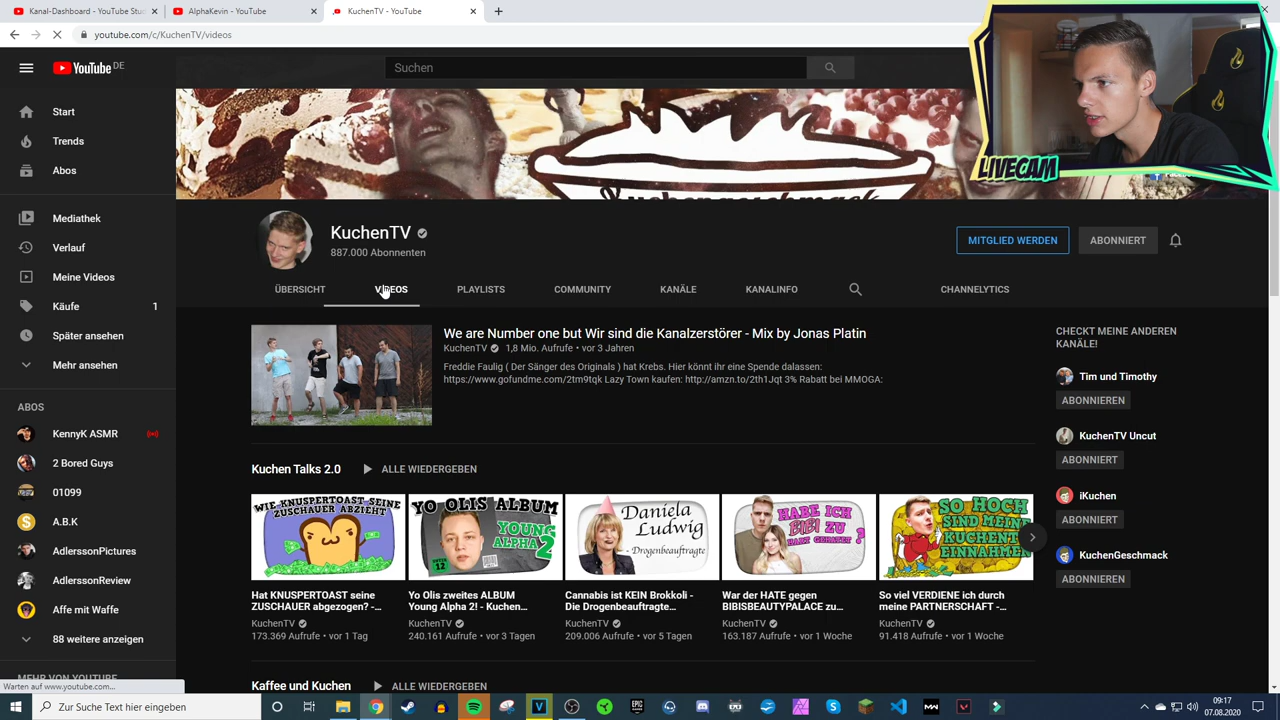 Kanal-Dashboard - YouTube Stu
AlphaKevin - YouTube
KuchenTV - YouTube
youtube.com/c/KuchenTV/videos
YouTube DE
Suchen
LIVECAM
Start
Trends
Abos
Mediathek
Verlauf
Meine Videos
Käufe 1
Später ansehen
Mehr ansehen
ABOS
KennyK ASMR
2 Bored Guys
01099
A.B.K
AdlerssonPictures
AdlerssonReview
Affe mit Waffe
88 weitere anzeigen
MEHR VON YOUTUBE
Warten auf www.youtube.com...
Kuchengeschmack
KuchenTV
887.000 Abonnenten
MITGLIED WERDEN
ABONNIERT
ÜBERSICHT
VIDEOS
PLAYLISTS
COMMUNITY
KANÄLE
KANALINFO
CHANNELYTICS
We are Number one but Wir sind die Kanalzerstörer - Mix by Jonas Platin
KuchenTV 1,8 Mio. Aufrufe • vor 3 Jahren
Freddie Faulig ( Der Sänger des Originals ) hat Krebs. Hier könnt ihr eine Spende dalassen:
https://www.gofundme.com/2tm9tqk Lazy Town kaufen: http://amzn.to/2th1Jqt 3% Rabatt bei MMOGA:
CHECKT MEINE ANDEREN
KANÄLE!
Tim und Timothy
ABONNIEREN
KuchenTV Uncut
ABONNIERT
iKuchen
ABONNIERT
KuchenGeschmack
ABONNIEREN
Kuchen Talks 2.0
ALLE WIEDERGEBEN
WIE KNUSPERTOAST SEINE
ZUSCHAUER ABZIEHT
Hat KNUSPERTOAST seine
ZUSCHAUER abgezogen? -...
KuchenTV
173.369 Aufrufe • vor 1 Tag
YO OLIS ALBUM
YOUNG
ALPHA
2
12
Yo Olis zweites ALBUM
Young Alpha 2! - Kuchen...
KuchenTV
240.161 Aufrufe • vor 3 Tagen
Daniela
Ludwig
- Drogenbeauftragte
Cannabis ist KEIN Brokkoli -
Die Drogenbeauftragte...
KuchenTV
209.006 Aufrufe • vor 5 Tagen
HABE ICH
BIBI ZU
HART GEHATET ?
War der HATE gegen
BIBISBEAUTYPALACE zu...
KuchenTV
163.187 Aufrufe • vor 1 Woche
SO HOCH
SIND MEINE
KUCHENTV
EINNAHMEN
So viel VERDIENE ich durch
meine PARTNERSCHAFT -...
KuchenTV
91.418 Aufrufe • vor 1 Woche
Kaffee und Kuchen
ALLE WIEDERGEBEN
Zur Suche Text hier eingeben
09:17
07.08.2020